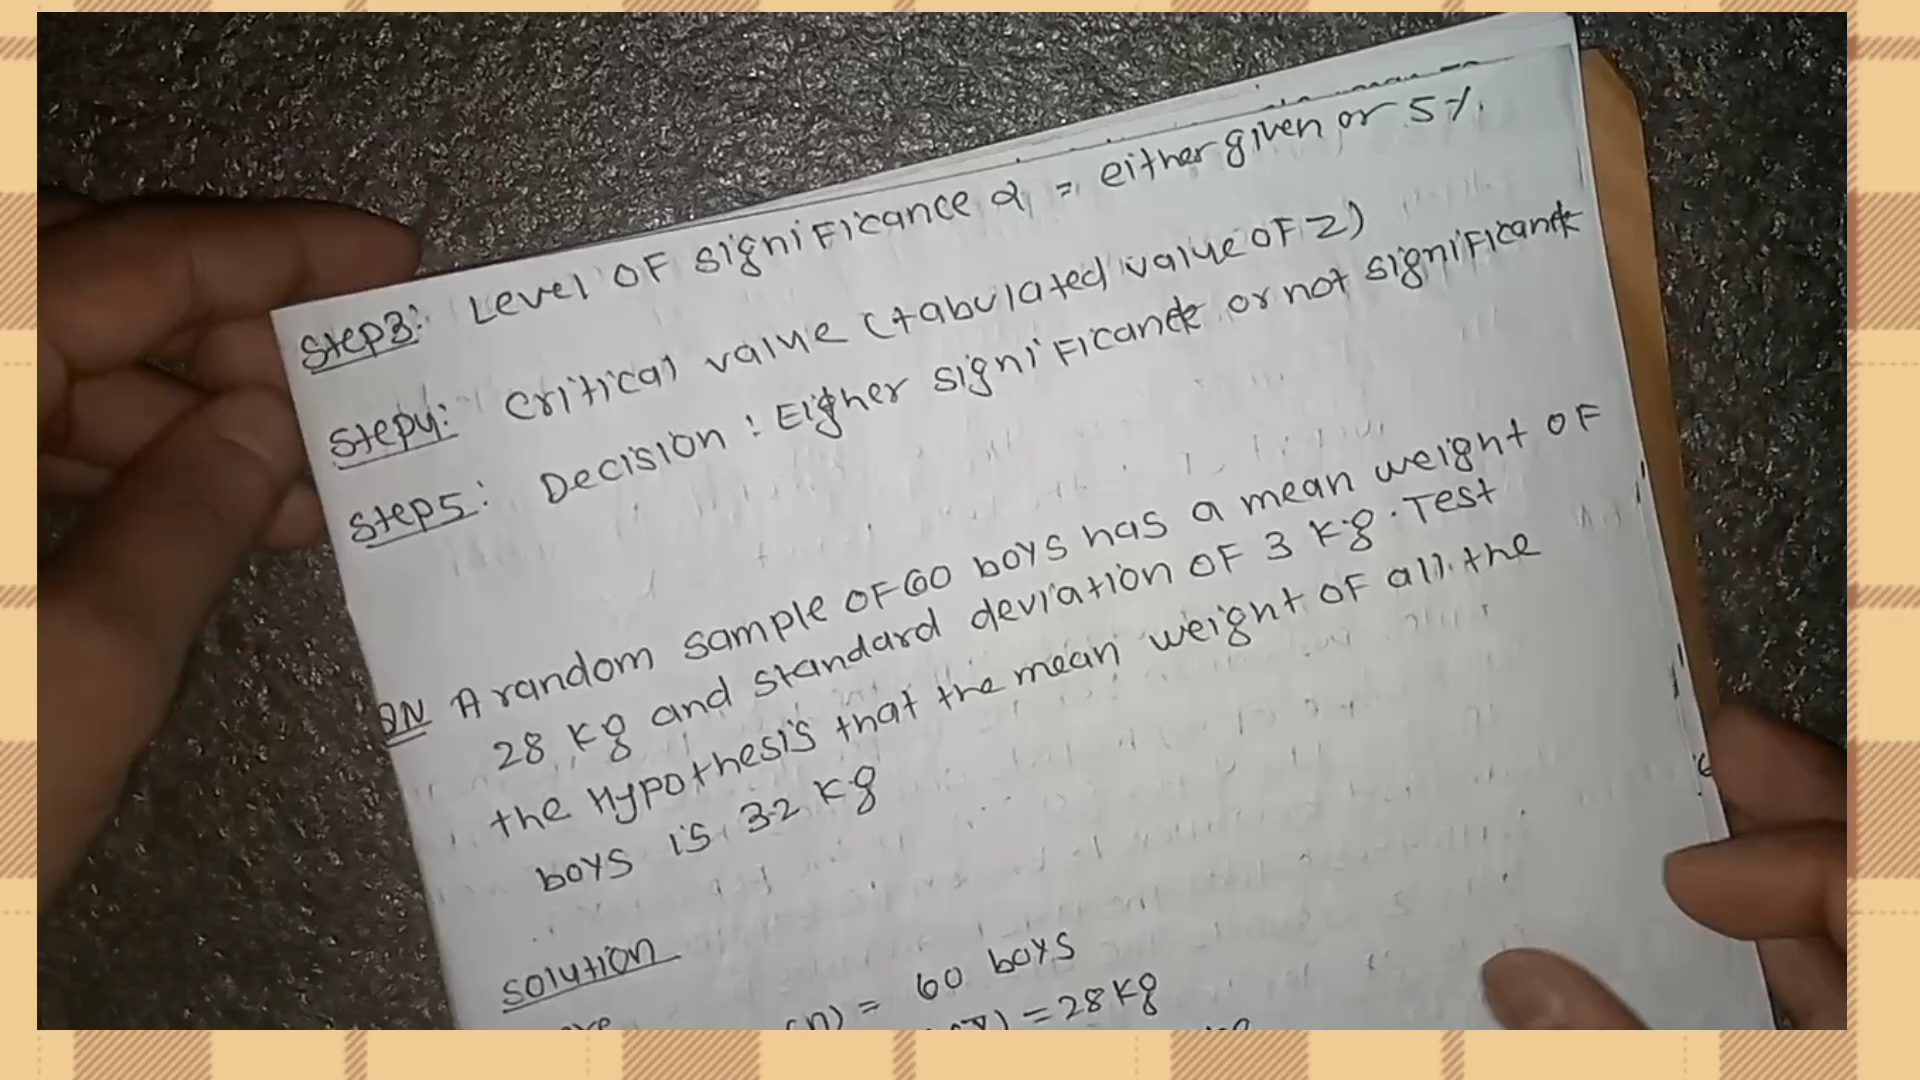 Step3: Level OF significance α = either given or 5%.
Step4: critical value (tabulated value OF Z)
Step5: Decision: Either significant or not significant
QN A random sample OF 60 boys has a mean weight OF
28 kg and standard deviation OF 3 kg. Test
the Hypothesis that the mean weight OF all the
boys is 32 kg
Solution
(n) = 60 boys
= 28 kg